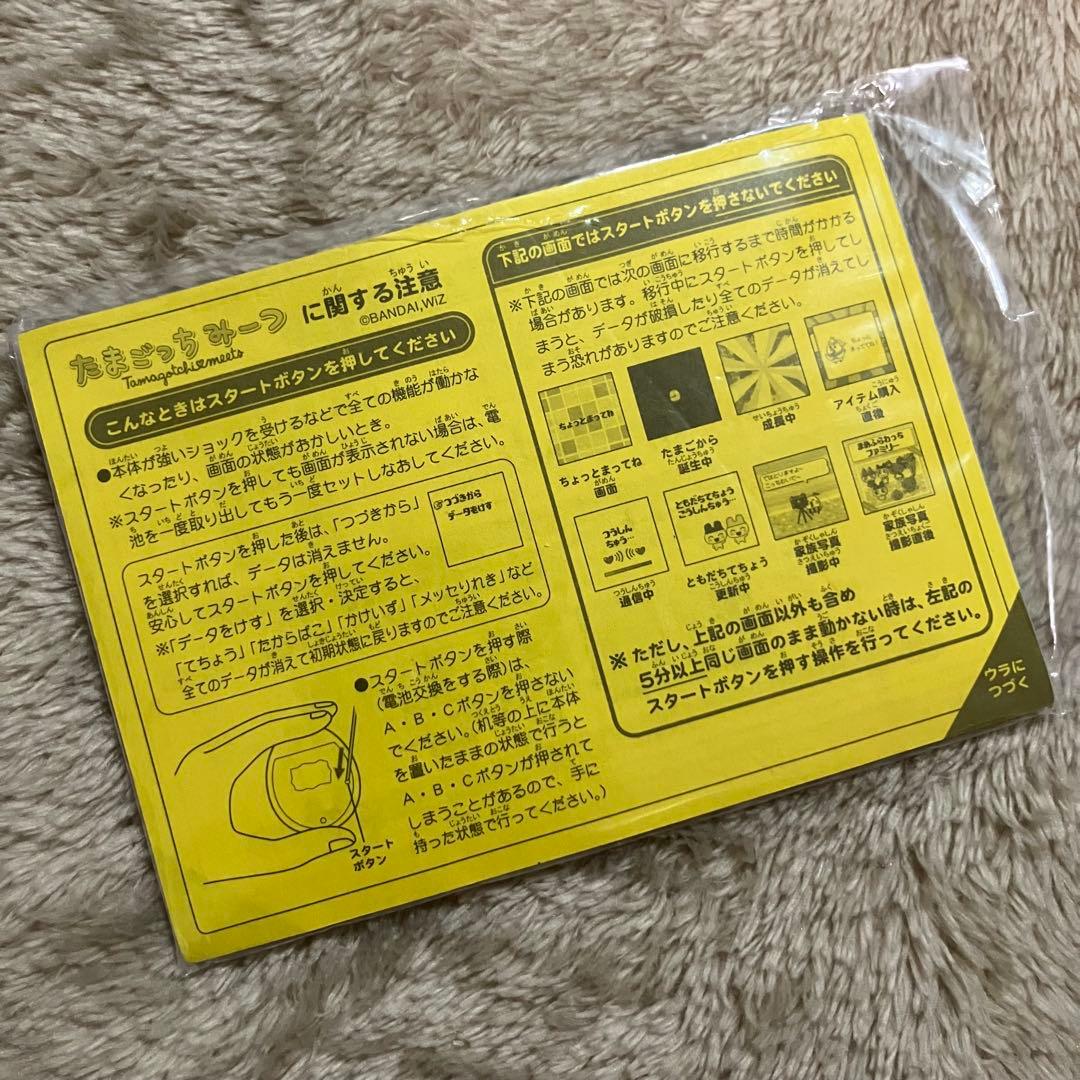 たまごっちみーつ
Tamagotchi meets
に関する注意
©BANDAI,WIZ
こんなときはスタートボタンを押してください
●本体が強いショックを受けるなどで全ての機能が働かな
くなったり、画面の状態がおかしいとき。
※スタートボタンを押しても画面が表示されない場合は、電
池を一度取り出してもう一度セットしなおしてください。
スタートボタンを押した後は、「つづきから」
を選択すれば、データは消えません。
安心してスタートボタンを押してください。
※「データをけす」を選択・決定すると、
「てちょう」「たからばこ」「かけいず」「メッセりれき」など
全てのデータが消えて初期状態に戻りますのでご注意ください。
つづきから
データをけす
●スタートボタンを押す際
(電池交換をする際)は、
A・B・Cボタンを押さない
でください。(机等の上に本体
を置いたままの状態で行うと
A・B・Cボタンが押されて
しまうことがあるので、手に
持った状態で行ってください。)
スタート
ボタン
下記の画面ではスタートボタンを押さないでください
※下記の画面では次の画面に移行するまで時間がかかる
場合があります。移行中にスタートボタンを押してし
まうと、データが破損したり全てのデータが消えてし
まう恐れがありますのでご注意ください。
ちょっとまってね
ちょっとまってね
画面
たまごから
誕生中
成長中
ちょっと
まっててね!
アイテム購入
直後
つうしん
ちゅう
通信中
ともだちてちょう
こうしんちゅう…
ともだちてちょう
更新中
家族写真
撮影中
まめふらわっち
ファミリー
家族写真
撮影直後
※ただし、上記の画面以外も含め
5分以上同じ画面のまま動かない時は、左記の
スタートボタンを押す操作を行ってください。
ウラに
つづく